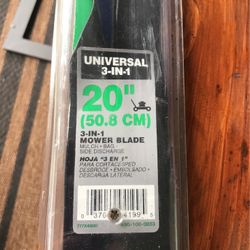 UNIVERSAL
3-IN-1
20"
(50.8 CM)
3-IN-1
MOWER BLADE
MULCH • BAG •
SIDE DISCHARGE
HOJA "3 EN 1"
PARA CORTACESPED
DESBROCE • EMBOLSADO •
DESCARGA LATERAL